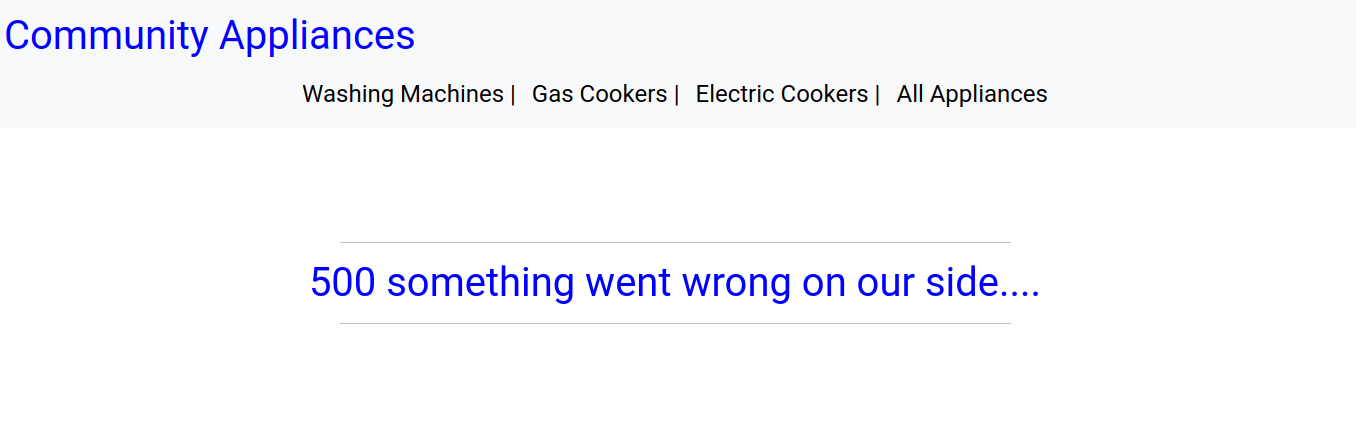 Community Appliances
Washing Machines | Gas Cookers | Electric Cookers | All Appliances
500 something went wrong on our side....